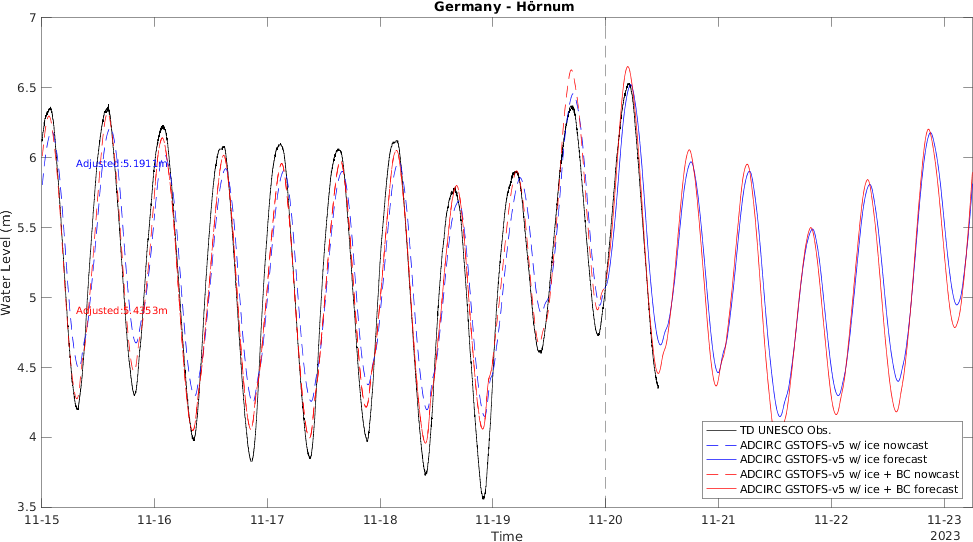 Germany - Hörnum
7
6.5
6
5.5
5
4.5
4
3.5
Water Level (m)
Adjusted:5.1911m
Adjusted:5.4353m
TD UNESCO Obs.
ADCIRC GSTOFS-v5 w/ ice nowcast
ADCIRC GSTOFS-v5 w/ ice forecast
ADCIRC GSTOFS-v5 w/ ice + BC nowcast
ADCIRC GSTOFS-v5 w/ ice + BC forecast
11-15 11-16 11-17 11-18 11-19 11-20 11-21 11-22 11-23
Time
2023